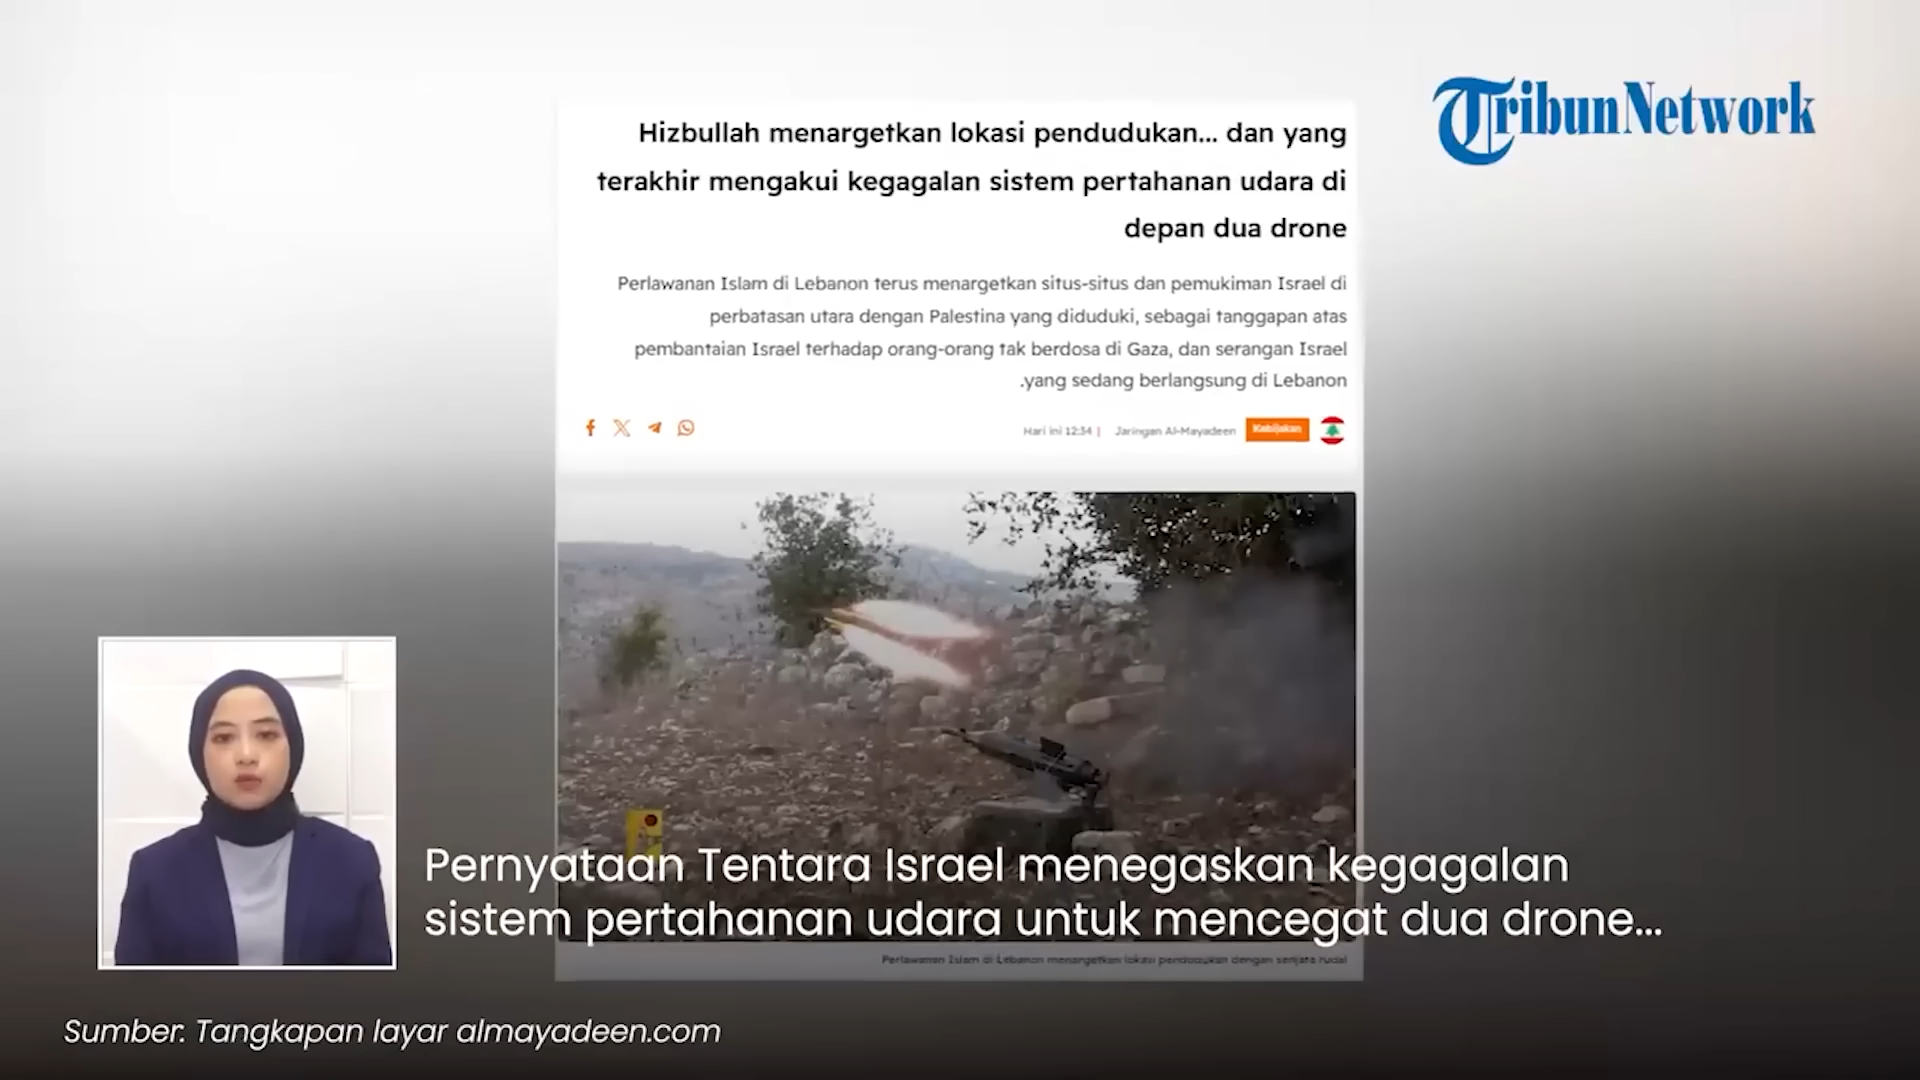 TribunNetwork
Hizbullah menargetkan lokasi pendudukan... dan yang
terakhir mengakui kegagalan sistem pertahanan udara di
depan dua drone
Perlawanan Islam di Lebanon terus menargetkan situs-situs dan pemukiman Israel di
perbatasan utara dengan Palestina yang diduduki, sebagai tanggapan atas
pembantaian Israel terhadap orang-orang tak berdosa di Gaza, dan serangan Israel
.yang sedang berlangsung di Lebanon
Hari ini 12:34 | Jaringan Al-Mayadeen Kebijakan
Pernyataan Tentara Israel menegaskan kegagalan
sistem pertahanan udara untuk mencegat dua drone...
Perlawanan Islam di Lebanon menargetkan lokasi pendudukan dengan senjata rudal
Sumber: Tangkapan layar almayadeen.com